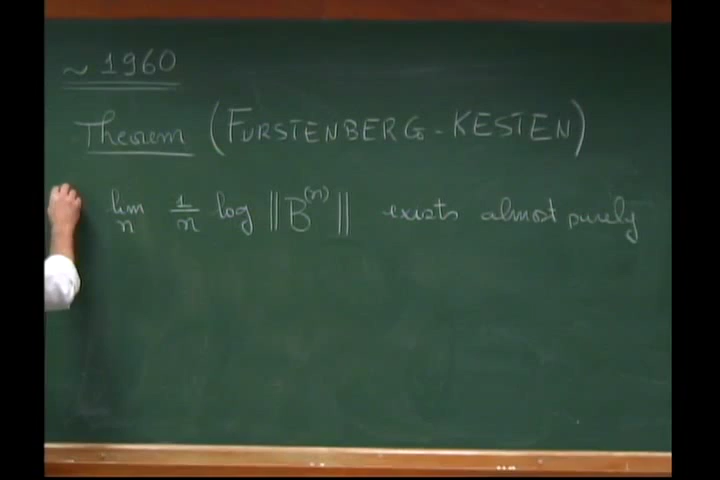 ~ 1960
Theorem (FURSTENBERG - KESTEN)
lim n 1/n log ||B^(n)|| exists almost surely